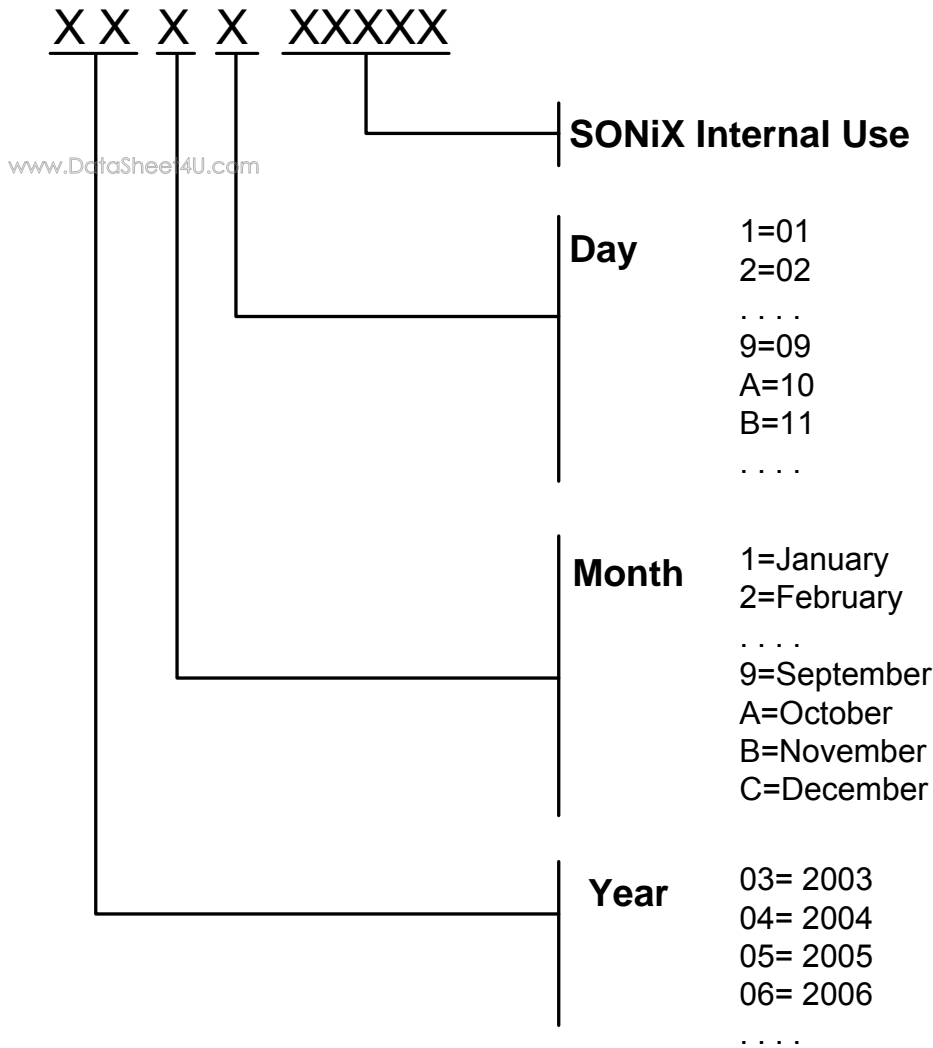 XX X X XXXXX
SONiX Internal Use
www.DataSheet4U.com
Day
1=01
2=02
. . . .
9=09
A=10
B=11
. . . .
Month
1=January
2=February
. . . .
9=September
A=October
B=November
C=December
Year
03= 2003
04= 2004
05= 2005
06= 2006
. . . .